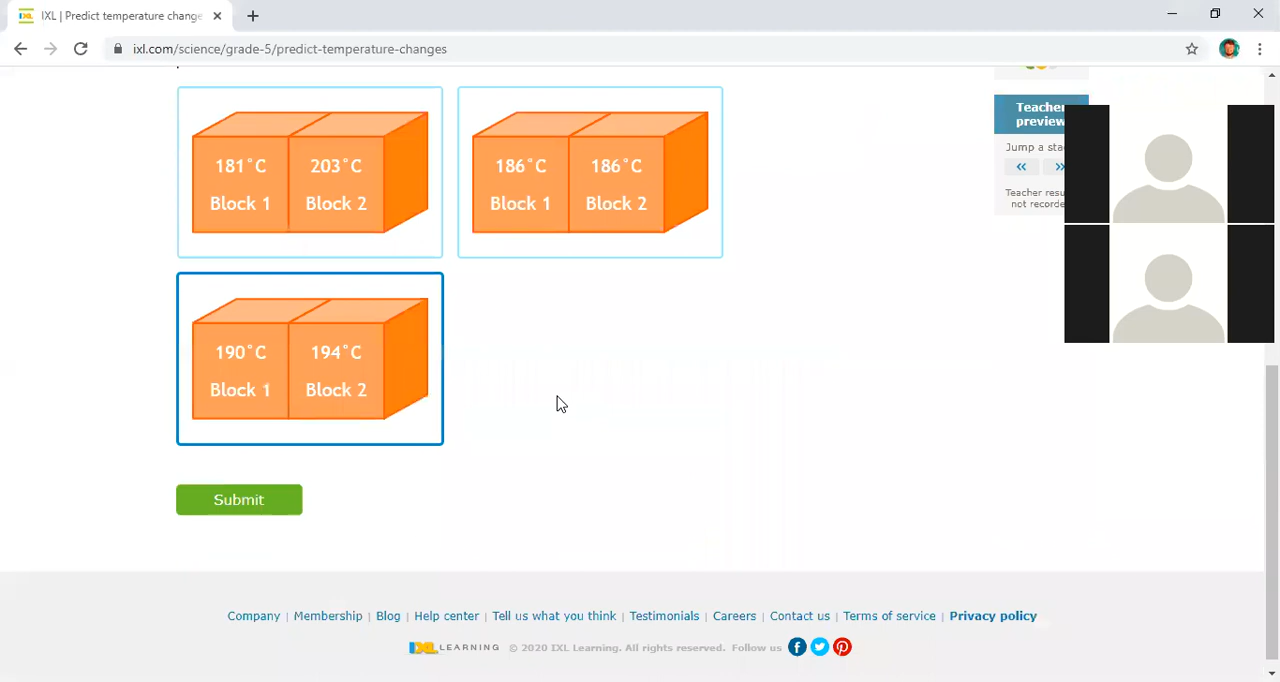 IXL | Predict temperature change
ixl.com/science/grade-5/predict-temperature-changes
Teacher
preview
Jump a
«
»
Teacher
not
181°C
203°C
Block 1
Block 2
186°C
186°C
Block 1
Block 2
190°C
194°C
Block 1
Block 2
Submit
Company | Membership | Blog | Help center | Tell us what you think | Testimonials | Careers | Contact us | Terms of service | Privacy policy
IXL LEARNING © 2020 IXL Learning. All rights reserved. Follow us